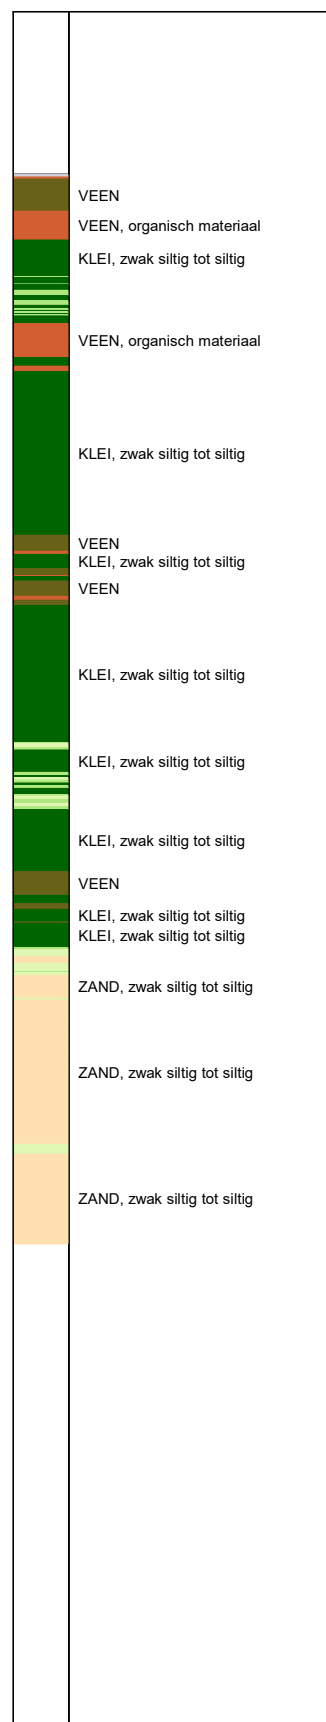 VEEN
VEEN, organisch materiaal
KLEI, zwak siltig tot siltig
VEEN, organisch materiaal
KLEI, zwak siltig tot siltig
VEEN
KLEI, zwak siltig tot siltig
VEEN
KLEI, zwak siltig tot siltig
KLEI, zwak siltig tot siltig
KLEI, zwak siltig tot siltig
VEEN
KLEI, zwak siltig tot siltig
KLEI, zwak siltig tot siltig
ZAND, zwak siltig tot siltig
ZAND, zwak siltig tot siltig
ZAND, zwak siltig tot siltig